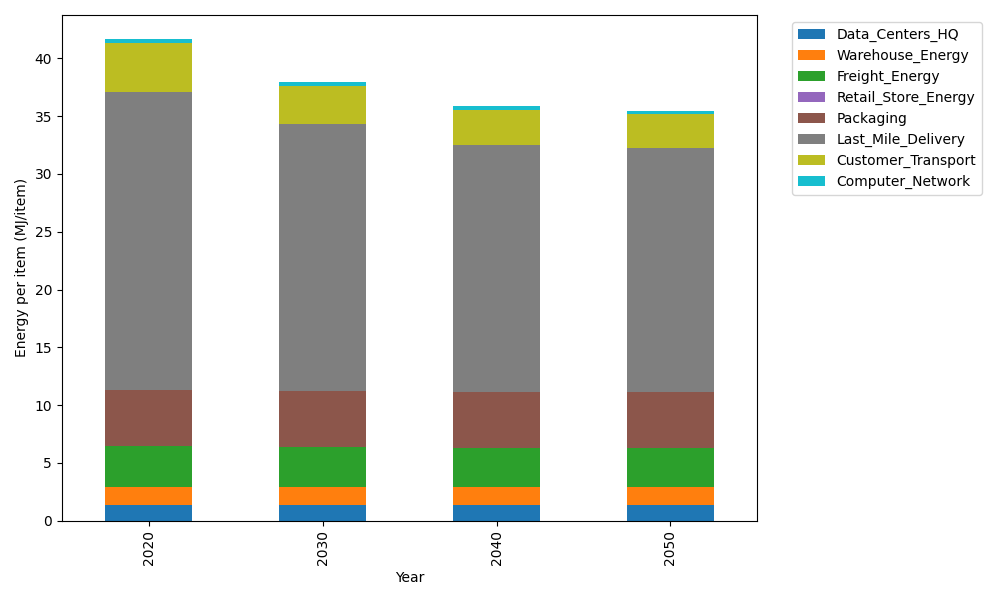 Energy per item (MJ/item)
40
35
30
25
20
15
10
5
0
2020
2030
2040
2050
Year
Data_Centers_HQ
Warehouse_Energy
Freight_Energy
Retail_Store_Energy
Packaging
Last_Mile_Delivery
Customer_Transport
Computer_Network